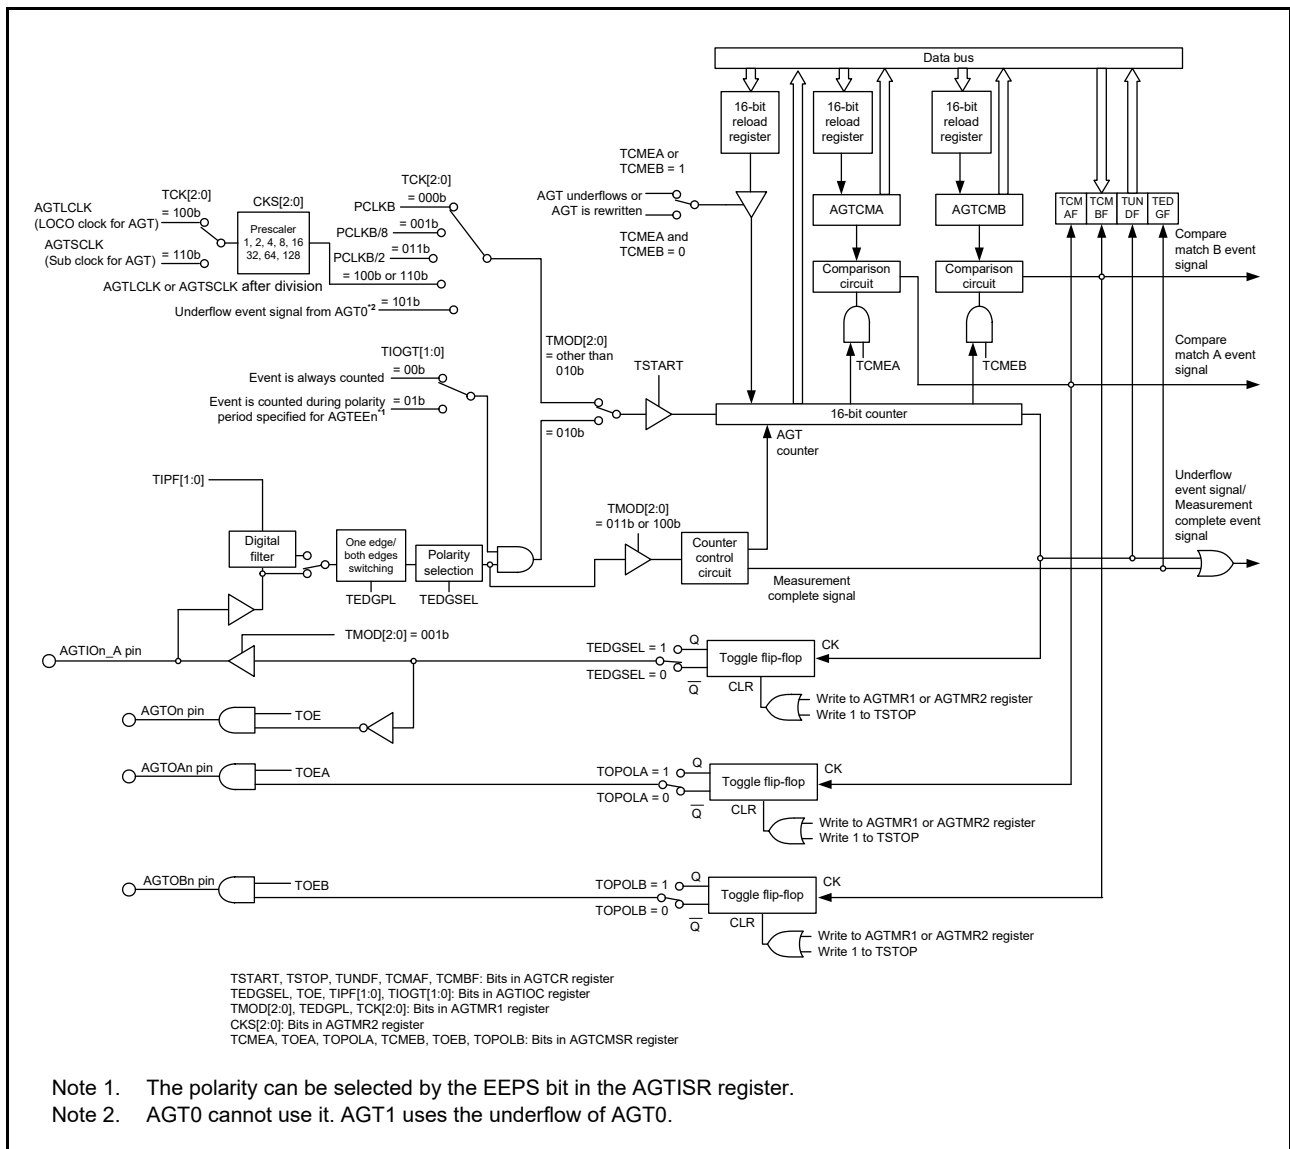 Data bus
16-bit
reload
register
16-bit
reload
register
16-bit
reload
register
TCMEA or
TCMEB = 1
AGT underflows or
AGT is rewritten
TCMEA and
TCMEB = 0
TCK[2:0]
= 000b
PCLKB
= 001b
PCLKB/8
= 011b
PCLKB/2
= 100b or 110b
AGTLCLK or AGTSCLK after division
= 101b
Underflow event signal from AGT0*2
TCK[2:0]
AGTLCLK
(LOCO clock for AGT)
= 100b
AGTSCLK
(Sub clock for AGT)
= 110b
CKS[2:0]
Prescaler
1, 2, 4, 8, 16
32, 64, 128
AGTCMA
AGTCMB
TCM
AF
TCM
BF
TUN
DF
TED
GF
Comparison
circuit
Comparison
circuit
Compare
match B event
signal
TCMEA
TCMEB
Compare
match A event
signal
TIOGT[1:0]
Event is always counted
= 00b
Event is counted during polarity
period specified for AGTEEn*1
= 01b
TMOD[2:0]
= other than
010b
= 010b
TSTART
16-bit counter
AGT
counter
TIPF[1:0]
Digital
filter
One edge/
both edges
switching
Polarity
selection
TEDGPL
TEDGSEL
TMOD[2:0]
= 011b or 100b
Counter
control
circuit
Measurement
complete signal
Underflow
event signal/
Measurement
complete event
signal
TMOD[2:0] = 001b
AGTIOn_A pin
TEDGSEL = 1
TEDGSEL = 0
Q
Q
Toggle flip-flop
CK
CLR
Write to AGTMR1 or AGTMR2 register
Write 1 to TSTOP
AGTOn pin
TOE
AGTOAn pin
TOEA
TOPOLA = 1
TOPOLA = 0
Q
Q
Toggle flip-flop
CK
CLR
Write to AGTMR1 or AGTMR2 register
Write 1 to TSTOP
AGTOBn pin
TOEB
TOPOLB = 1
TOPOLB = 0
Q
Q
Toggle flip-flop
CK
CLR
Write to AGTMR1 or AGTMR2 register
Write 1 to TSTOP
TSTART, TSTOP, TUNDF, TCMAF, TCMBF: Bits in AGTCR register
TEDGSEL, TOE, TIPF[1:0], TIOGT[1:0]: Bits in AGTIOC register
TMOD[2:0], TEDGPL, TCK[2:0]: Bits in AGTMR1 register
CKS[2:0]: Bits in AGTMR2 register
TCMEA, TOEA, TOPOLA, TCMEB, TOEB, TOPOLB: Bits in AGTCMSR register
Note 1. The polarity can be selected by the EEPS bit in the AGTISR register.
Note 2. AGT0 cannot use it. AGT1 uses the underflow of AGT0.